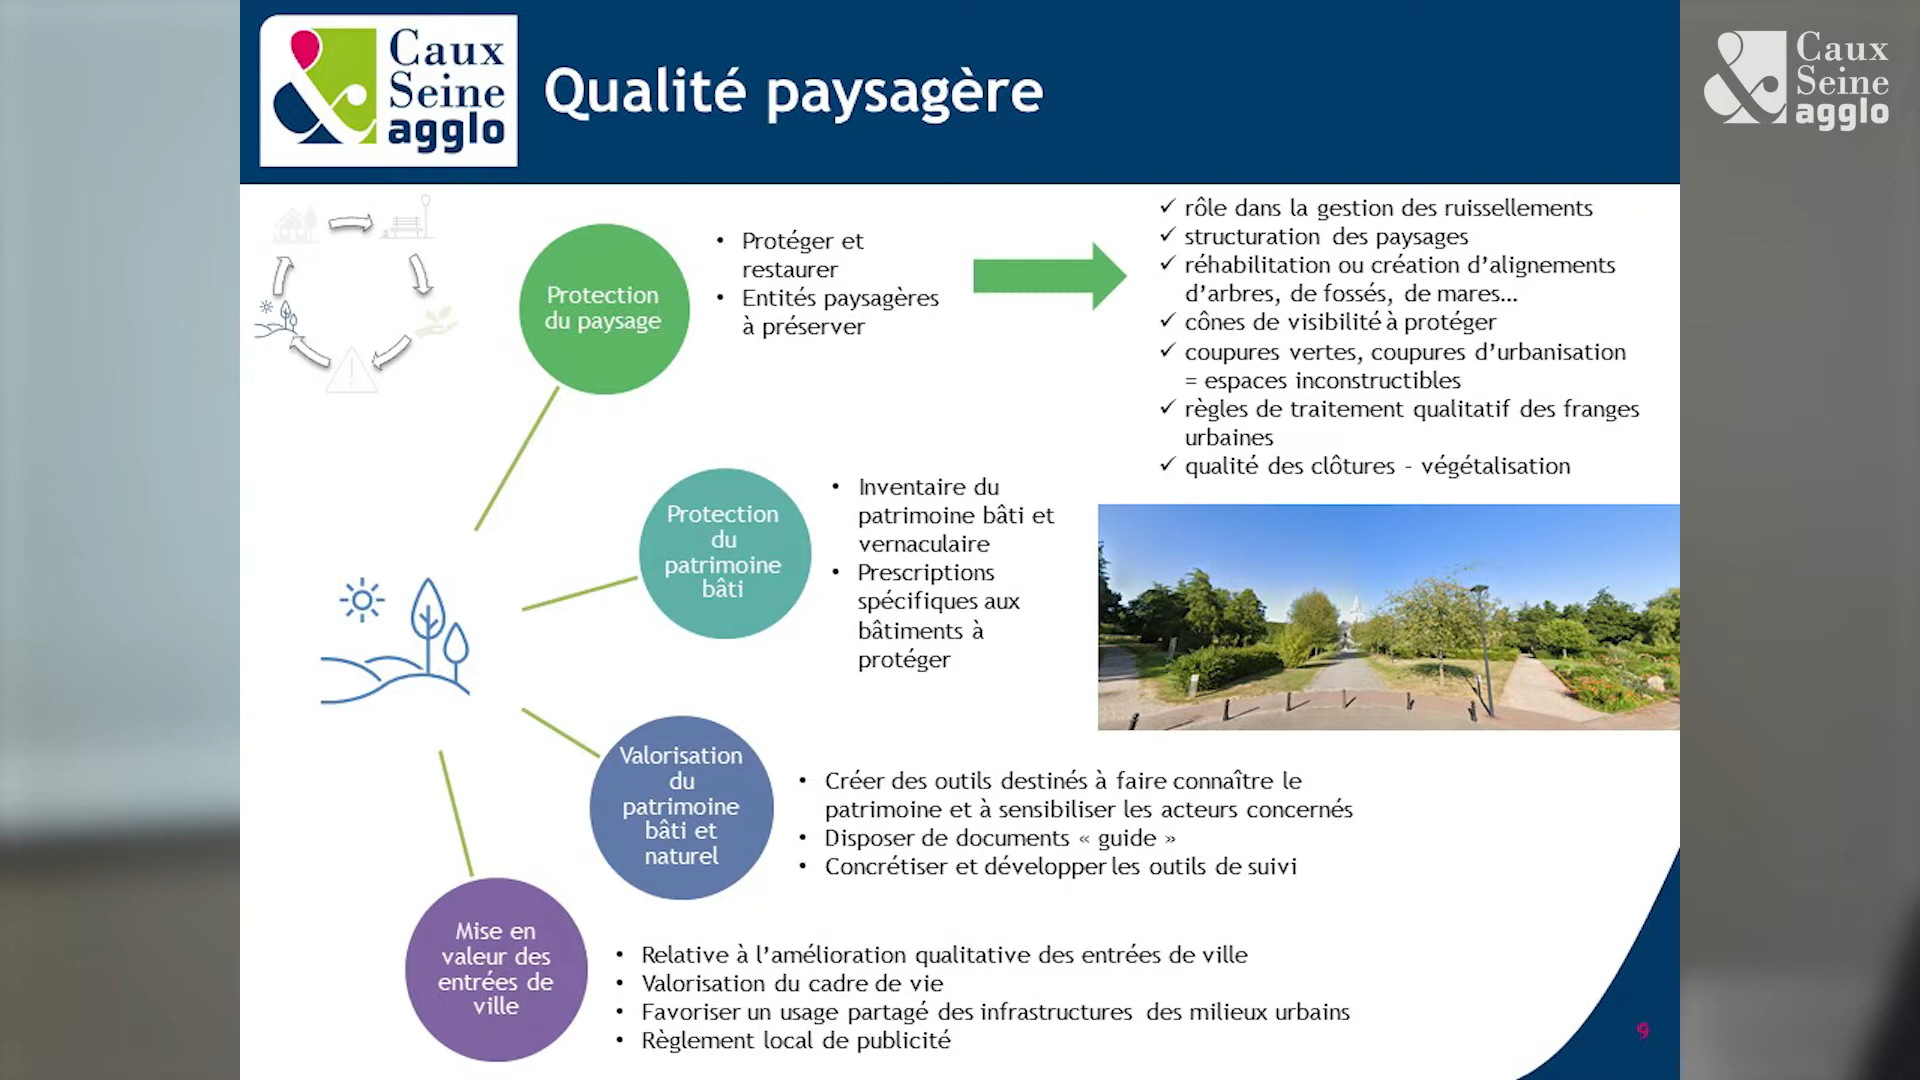 Caux
Seine
agglo
Qualité paysagère
Caux
Seine
agglo
Protection
du paysage
• Protéger et
restaurer
• Entités paysagères
à préserver
✓ rôle dans la gestion des ruissellements
✓ structuration des paysages
✓ réhabilitation ou création d’alignements
d’arbres, de fossés, de mares…
✓ cônes de visibilité à protéger
✓ coupures vertes, coupures d’urbanisation
= espaces inconstructibles
✓ règles de traitement qualitatif des franges
urbaines
✓ qualité des clôtures - végétalisation
Protection
du
patrimoine
bâti
• Inventaire du
patrimoine bâti et
vernaculaire
• Prescriptions
spécifiques aux
bâtiments à
protéger
Valorisation
du
patrimoine
bâti et
naturel
• Créer des outils destinés à faire connaître le
patrimoine et à sensibiliser les acteurs concernés
• Disposer de documents « guide »
• Concrétiser et développer les outils de suivi
Mise en
valeur des
entrées de
ville
• Relative à l’amélioration qualitative des entrées de ville
• Valorisation du cadre de vie
• Favoriser un usage partagé des infrastructures des milieux urbains
• Règlement local de publicité
9